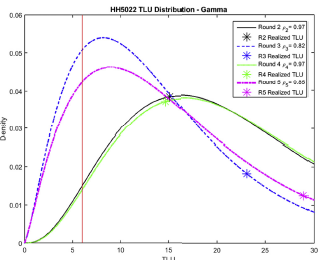 HH5022 TLU Distribution - Gamma
Round 2 ρ2= 0.97
R2 Realized TLU
Round 3 ρ3= 0.82
R3 Realized TLU
Round 4 ρ4= 0.97
R4 Realized TLU
Round 5 ρ5= 0.88
R5 Realized TLU
0.06
0.05
0.04
0.03
0.02
0.01
0
Density
0 5 10 15 20 25 30
TLU